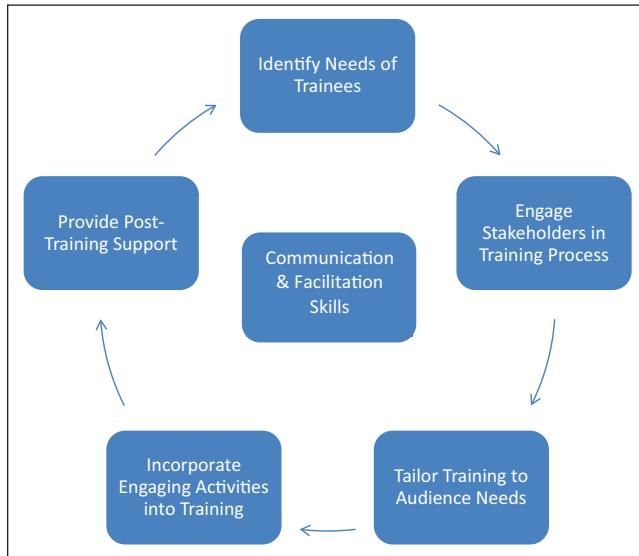 Identify Needs of
Trainees
Engage
Stakeholders in
Training Process
Tailor Training to
Audience Needs
Incorporate
Engaging Activities
into Training
Provide Post-
Training Support
Communication
& Facilitation
Skills